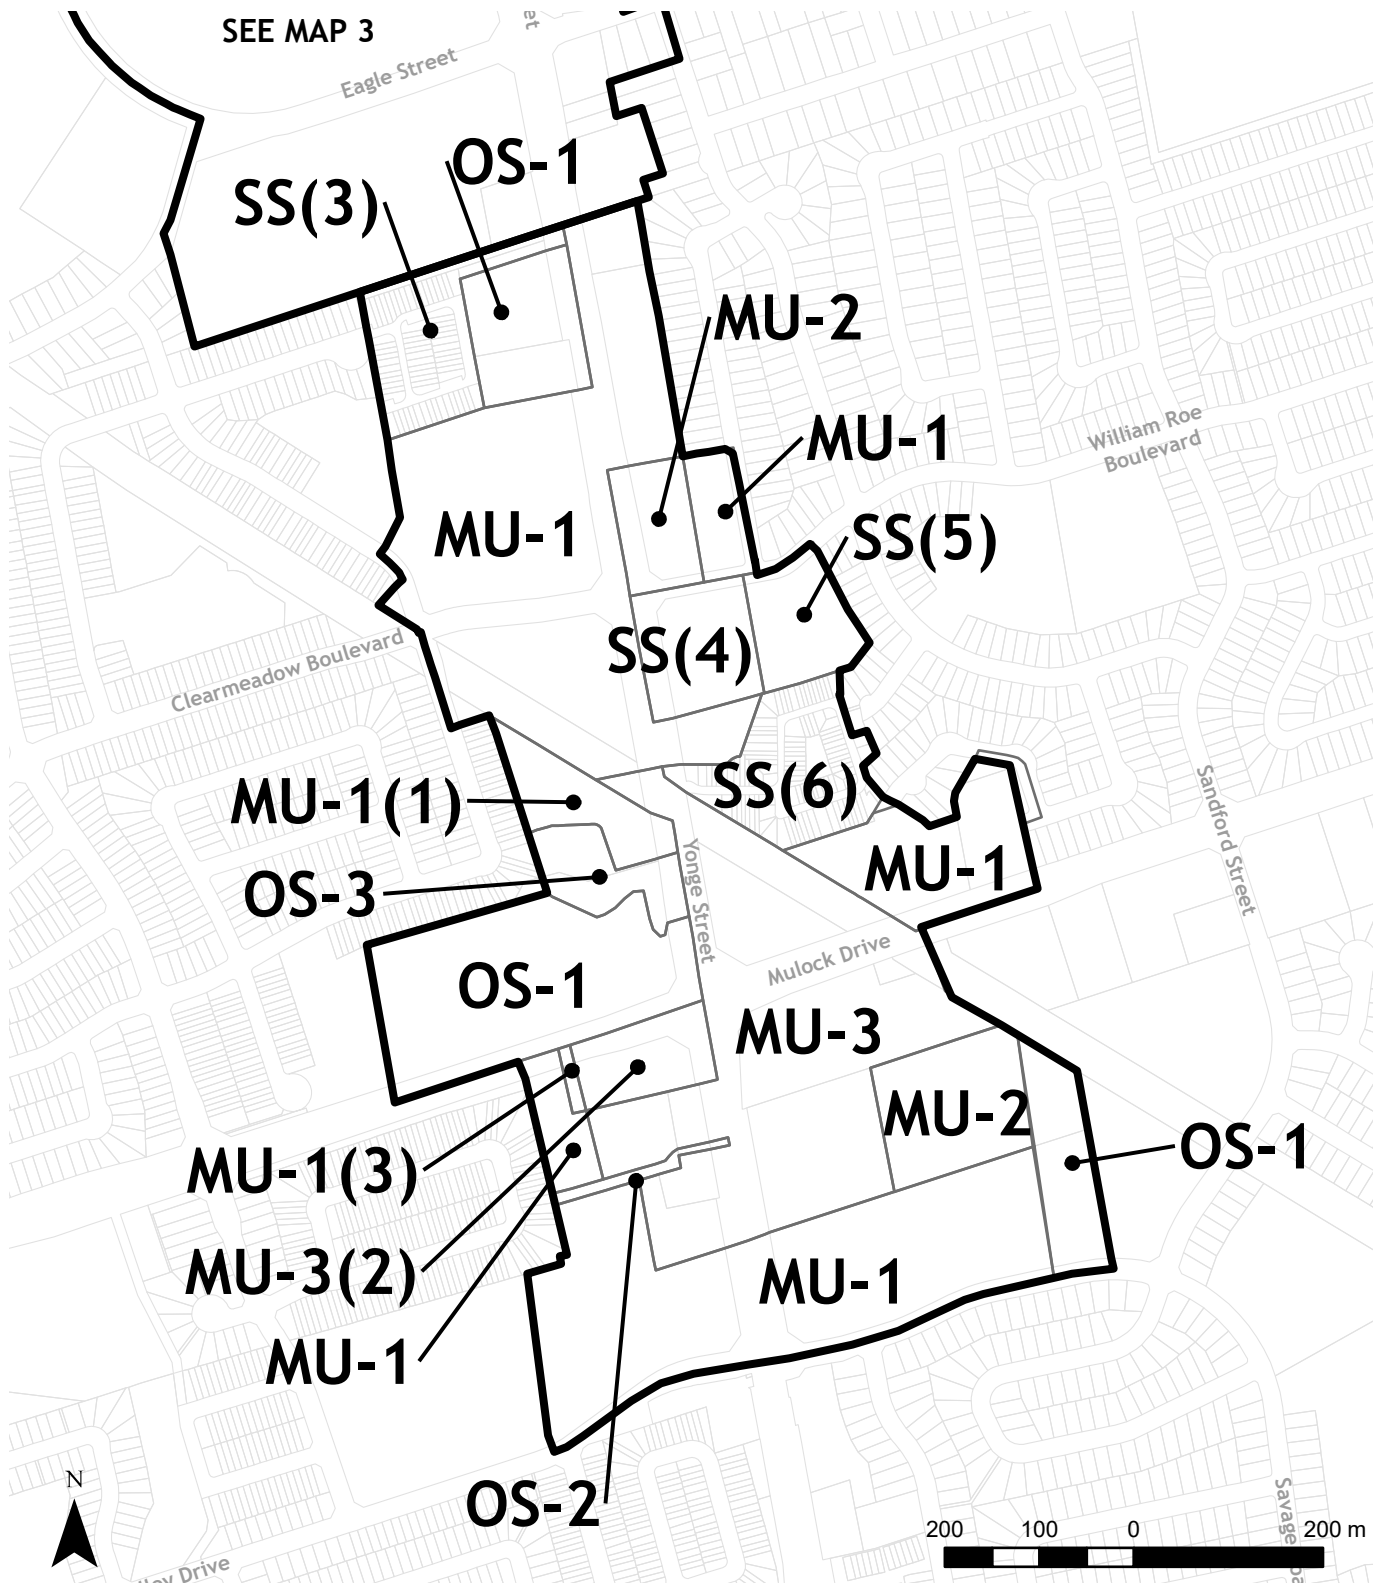 SEE MAP 3
et
Eagle Street
OS-1
SS(3)
MU-2
MU-1
William Roe
Boulevard
MU-1
SS(5)
SS(4)
Clearmeadow Boulevard
MU-1(1)
SS(6)
Sandford Street
MU-1
OS-3
Yonge Street
Mulock Drive
OS-1
MU-3
MU-2
OS-1
MU-1(3)
MU-3(2)
MU-1
MU-1
OS-2
N
Savage
Drive
200 100 0 200 m